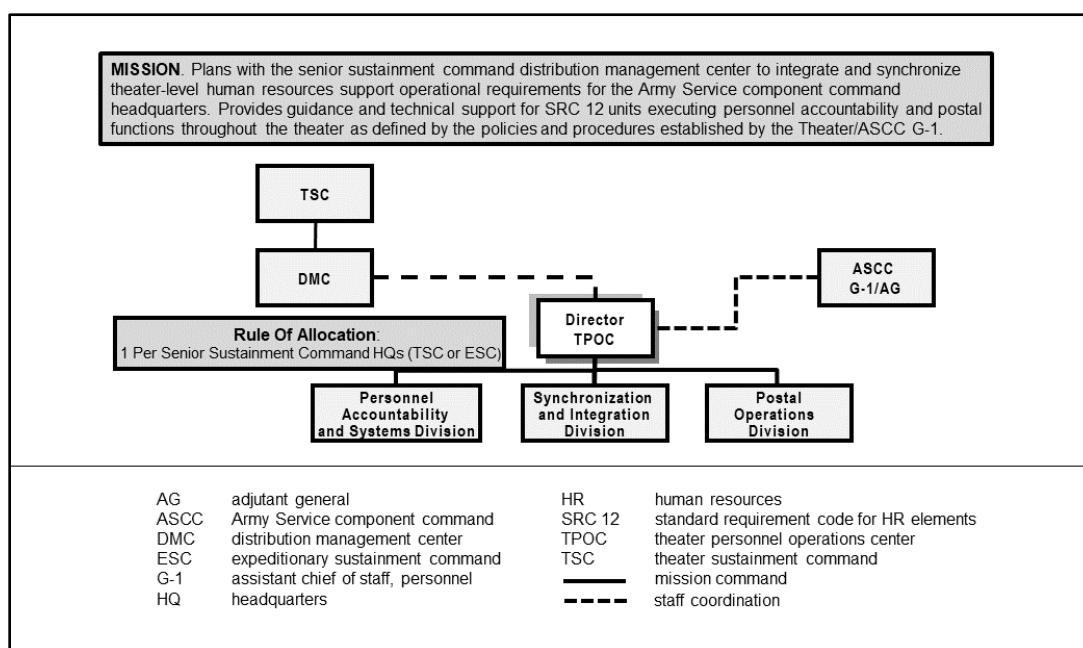 MISSION. Plans with the senior sustainment command distribution management center to integrate and synchronize
theater-level human resources support operational requirements for the Army Service component command
headquarters. Provides guidance and technical support for SRC 12 units executing personnel accountability and postal
functions throughout the theater as defined by the policies and procedures established by the Theater/ASCC G-1.
TSC
DMC
ASCC
G-1/AG
Director
TPOC
Rule Of Allocation:
1 Per Senior Sustainment Command HQs (TSC or ESC)
Personnel
Accountability
and Systems Division
Synchronization
and Integration
Division
Postal
Operations
Division
AG adjutant general
ASCC Army Service component command
DMC distribution management center
ESC expeditionary sustainment command
G-1 assistant chief of staff, personnel
HQ headquarters
HR human resources
SRC 12 standard requirement code for HR elements
TPOC theater personnel operations center
TSC theater sustainment command
mission command
staff coordination